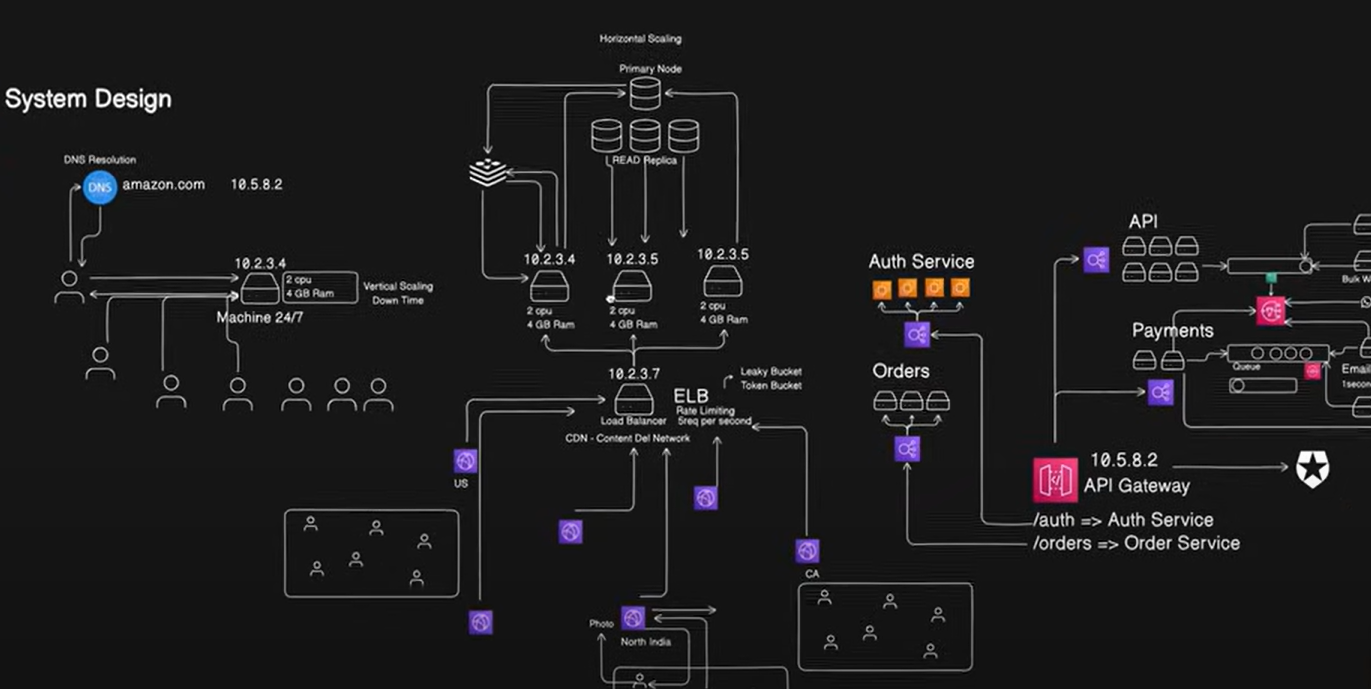 System Design
DNS Resolution
DNS
amazon.com
10.5.8.2
10.2.3.4
2 cpu
4 GB Ram
Machine 24/7
Vertical Scaling
Down Time
Horizontal Scaling
Primary Node
READ Replica
10.2.3.4
2 cpu
4 GB Ram
10.2.3.5
2 cpu
4 GB Ram
10.2.3.5
2 cpu
4 GB Ram
10.2.3.7
Load Balancer
ELB
Rate Limiting
5req per second
Leaky Bucket
Token Bucket
CDN - Content Del Network
US
CA
Photo
North India
Auth Service
Orders
API
Payments
Queue
Bulk
Email
10.5.8.2
API Gateway
/auth => Auth Service
/orders => Order Service